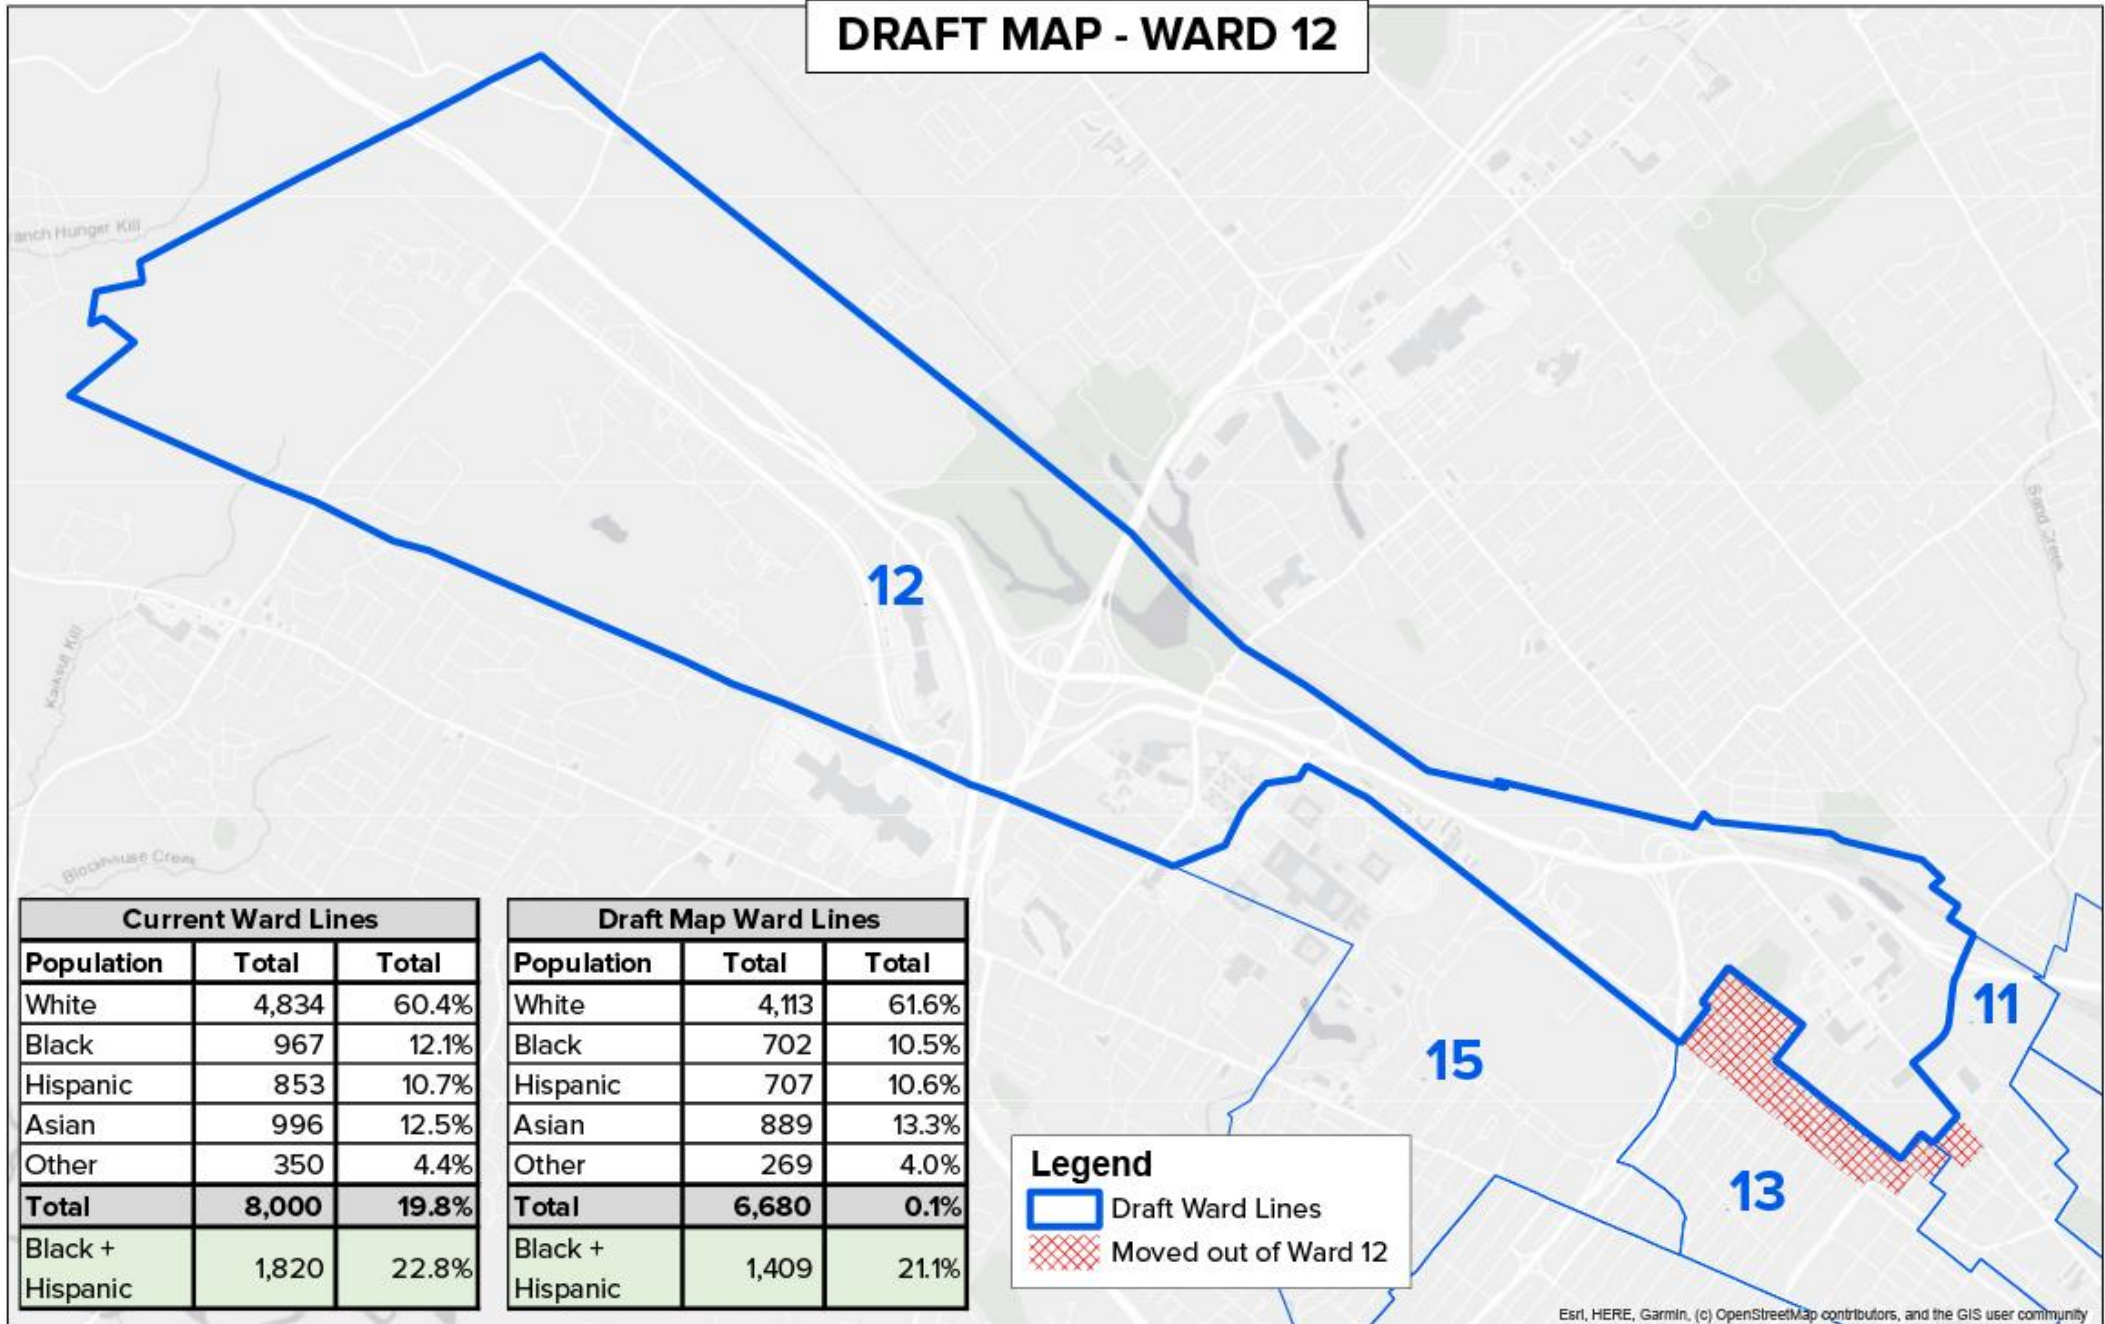 DRAFT MAP - WARD 12
ranch Hunger Kill
Sand Creek
12
Kaikout Kill
Blockhouse Creek
11
15
13
Current Ward Lines
Population Total Total
White 4,834 60.4%
Black 967 12.1%
Hispanic 853 10.7%
Asian 996 12.5%
Other 350 4.4%
Total 8,000 19.8%
Black +
Hispanic 1,820 22.8%
Draft Map Ward Lines
Population Total Total
White 4,113 61.6%
Black 702 10.5%
Hispanic 707 10.6%
Asian 889 13.3%
Other 269 4.0%
Total 6,680 0.1%
Black +
Hispanic 1,409 21.1%
Legend
Draft Ward Lines
Moved out of Ward 12
Esri, HERE, Garmin, (c) OpenStreetMap contributors, and the GIS user community